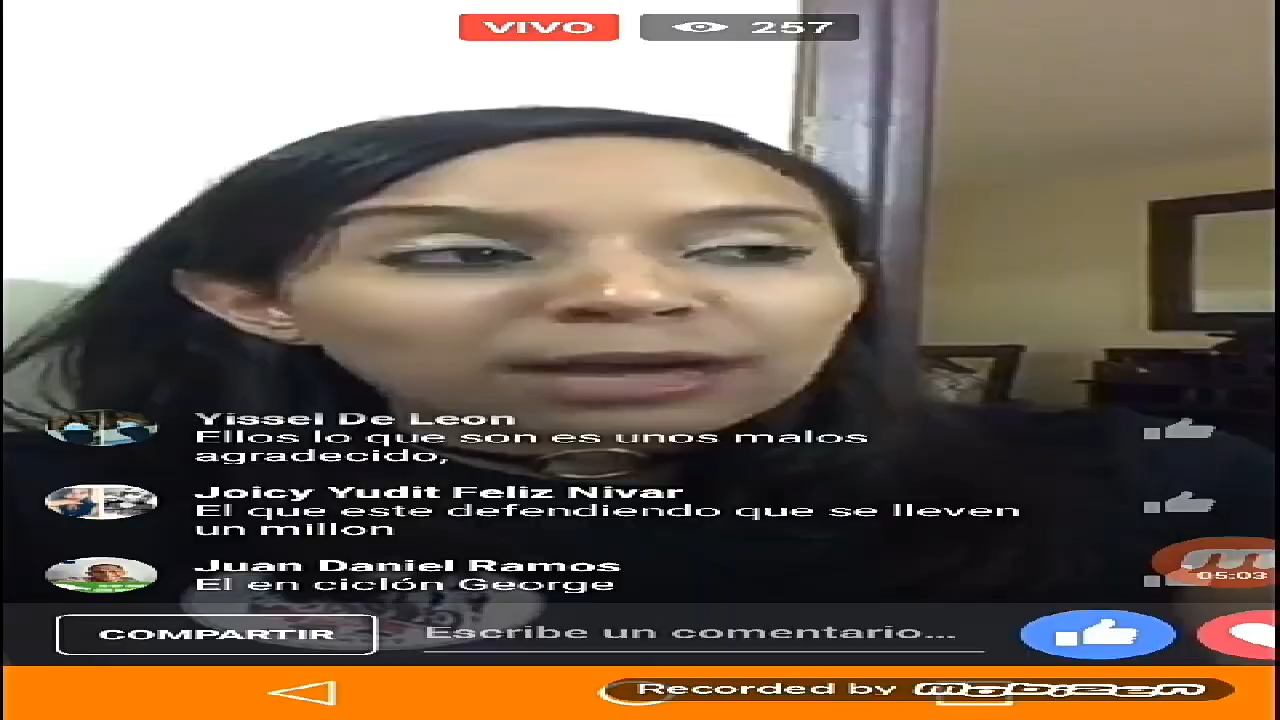 VIVO 257
Yissel De Leon
Ellos lo que son es unos malos
agradecido,
Joicy Yudit Feliz Nivar
El que este defendiendo que se lleven
un millon
Juan Daniel Ramos
El en ciclón George
05:03
COMPARTIR Escribe un comentario...
Recorded by mobizen